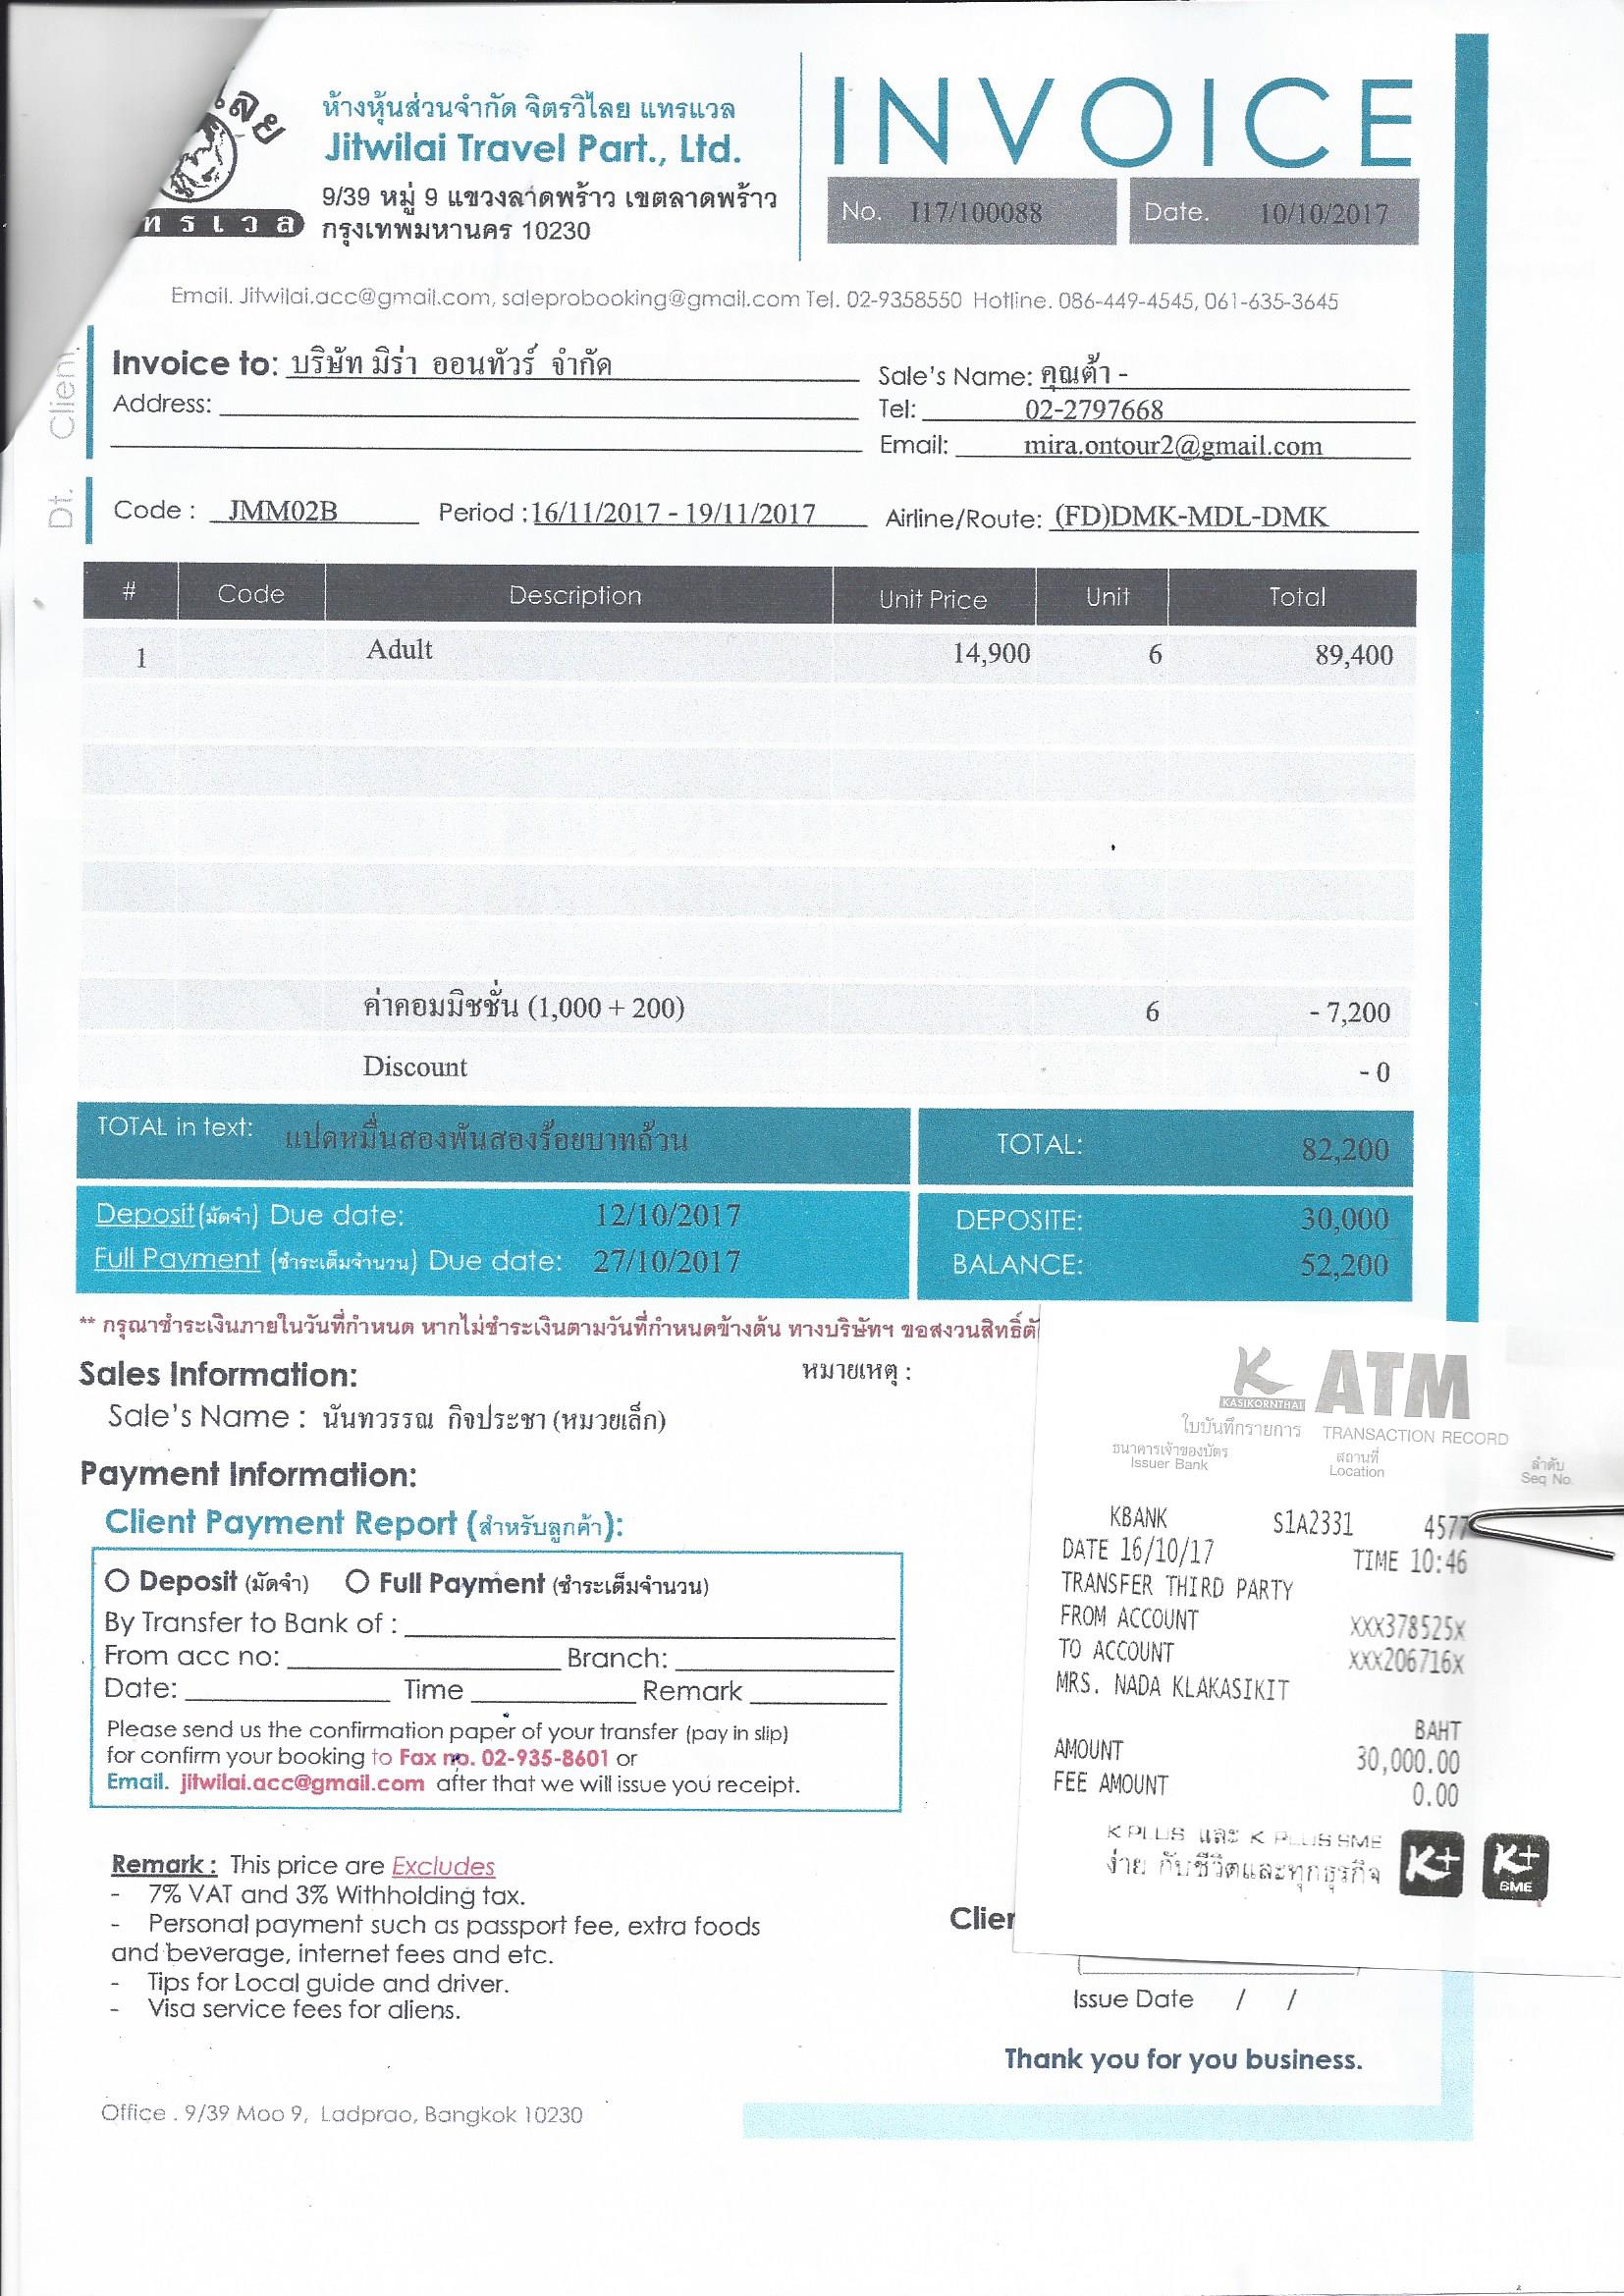 ห้างหุ้นส่วนจำกัด จิตรวิไลย แทรเวล
Jitwilai Travel Part., Ltd.
9/39 หมู่ 9 แขวงลาดพร้าว เขตลาดพร้าว
กรุงเทพมหานคร 10230
ทรเวล
INVOICE
No. I17/100088 Date. 10/10/2017
Email. Jitwilai.acc@gmail.com, saleprobooking@gmail.com Tel. 02-9358550 Hotline. 086-449-4545, 061-635-3645
Client
Invoice to: บริษัท มิร่า ออนทัวร์ จำกัด
Sale's Name: คุณต้า -
Address:
Tel: 02-2797668
Email: mira.ontour2@gmail.com
Dt.
Code : JMM02B Period : 16/11/2017 - 19/11/2017 Airline/Route: (FD)DMK-MDL-DMK
# Code Description Unit Price Unit Total
1 Adult 14,900 6 89,400
ค่าคอมมิชชั่น (1,000 + 200) 6 - 7,200
Discount - 0
TOTAL in text: แปดหมื่นสองพันสองร้อยบาทถ้วน TOTAL: 82,200
Deposit (มัดจำ) Due date: 12/10/2017 DEPOSITE: 30,000
Full Payment (ชำระเต็มจำนวน) Due date: 27/10/2017 BALANCE: 52,200
** กรุณาชำระเงินภายในวันที่กำหนด หากไม่ชำระเงินตามวันที่กำหนดข้างต้น ทางบริษัทฯ ขอสงวนสิทธิ์ตั
Sales Information: หมายเหตุ :
Sale's Name : นันทวรรณ กิจประชา (หมวยเล็ก)
Payment Information:
Client Payment Report (สำหรับลูกค้า):
Deposit (มัดจำ) Full Payment (ชำระเต็มจำนวน)
By Transfer to Bank of :
From acc no: Branch:
Date: Time Remark
Please send us the confirmation paper of your transfer (pay in slip)
for confirm your booking to Fax no. 02-935-8601 or
Email. jitwilai.acc@gmail.com after that we will issue you receipt.
K ATM
KASIKORNTHAI
ใบบันทึกรายการ TRANSACTION RECORD
ธนาคารเจ้าของบัตร สถานที่ ลำดับ
Issuer Bank Location Seq No.
KBANK S1A2331 4577
DATE 16/10/17 TIME 10:46
TRANSFER THIRD PARTY
FROM ACCOUNT XXX378525X
TO ACCOUNT XXX206716X
MRS. NADA KLAKASIKIT
BAHT
AMOUNT 30,000.00
FEE AMOUNT 0.00
K PLUS และ K PLUS SME
ง่าย กับชีวิตและทุกธุรกิจ
K+ K+ SME
Remark : This price are Excludes
- 7% VAT and 3% Withholding tax.
- Personal payment such as passport fee, extra foods
and beverage, internet fees and etc.
- Tips for Local guide and driver.
- Visa service fees for aliens.
Clier
Issue Date / /
Thank you for you business.
Office . 9/39 Moo 9, Ladprao, Bangkok 10230